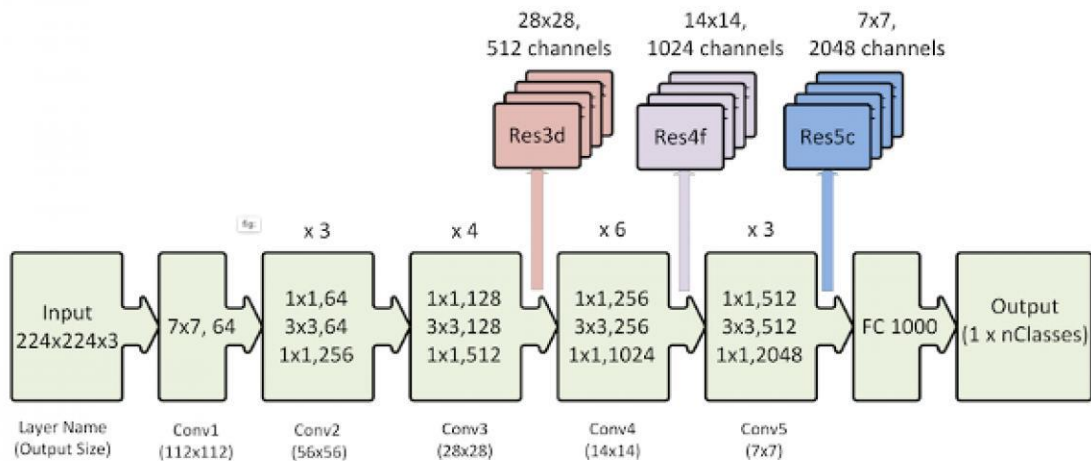 28x28,
512 channels
14x14,
1024 channels
7x7,
2048 channels
Res3d
Res4f
Res5c
fig:
x 3
x 4
x 6
x 3
Input
224x224x3
7x7, 64
1x1,64
3x3,64
1x1,256
1x1,128
3x3,128
1x1,512
1x1,256
3x3,256
1x1,1024
1x1,512
3x3,512
1x1,2048
FC 1000
Output
(1 x nClasses)
Layer Name
(Output Size)
Conv1
(112x112)
Conv2
(56x56)
Conv3
(28x28)
Conv4
(14x14)
Conv5
(7x7)